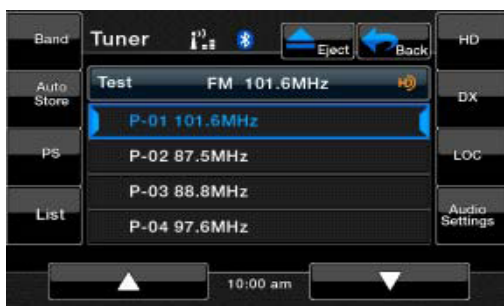 Band
Tuner
Eject
Back
HD
Auto
Store
Test FM 101.6MHz HD
DX
P-01 101.6MHz
PS
P-02 87.5MHz
LOC
P-03 88.8MHz
List
P-04 97.6MHz
Audio
Settings
10:00 am